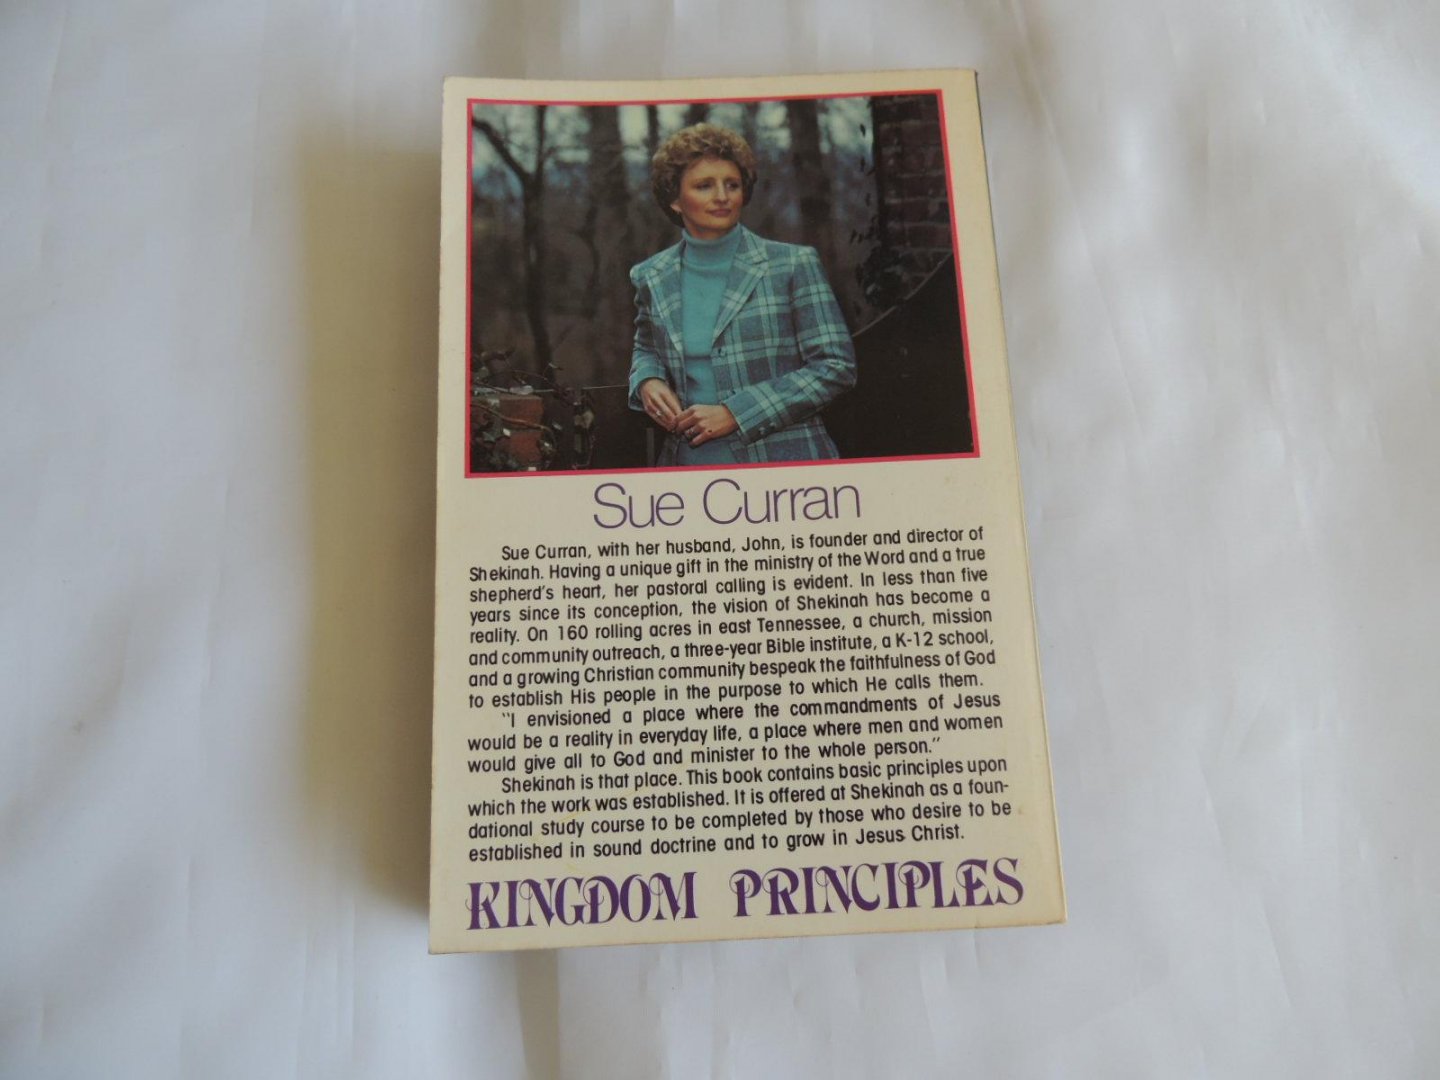 Sue Curran
Sue Curran, with her husband, John, is founder and director of
Shekinah. Having a unique gift in the ministry of the Word and a true
shepherd's heart, her pastoral calling is evident. In less than five
years since its conception, the vision of Shekinah has become a
reality. On 160 rolling acres in east Tennessee, a church, mission
and community outreach, a three-year Bible institute, a K-12 school,
and a growing Christian community bespeak the faithfulness of God
to establish His people in the purpose to which He calls them.
"I envisioned a place where the commandments of Jesus
would be a reality in everyday life, a place where men and women
would give all to God and minister to the whole person."
Shekinah is that place. This book contains basic principles upon
which the work was established. It is offered at Shekinah as a foun-
dational study course to be completed by those who desire to be
established in sound doctrine and to grow in Jesus Christ.
KINGDOM PRINCIPLES